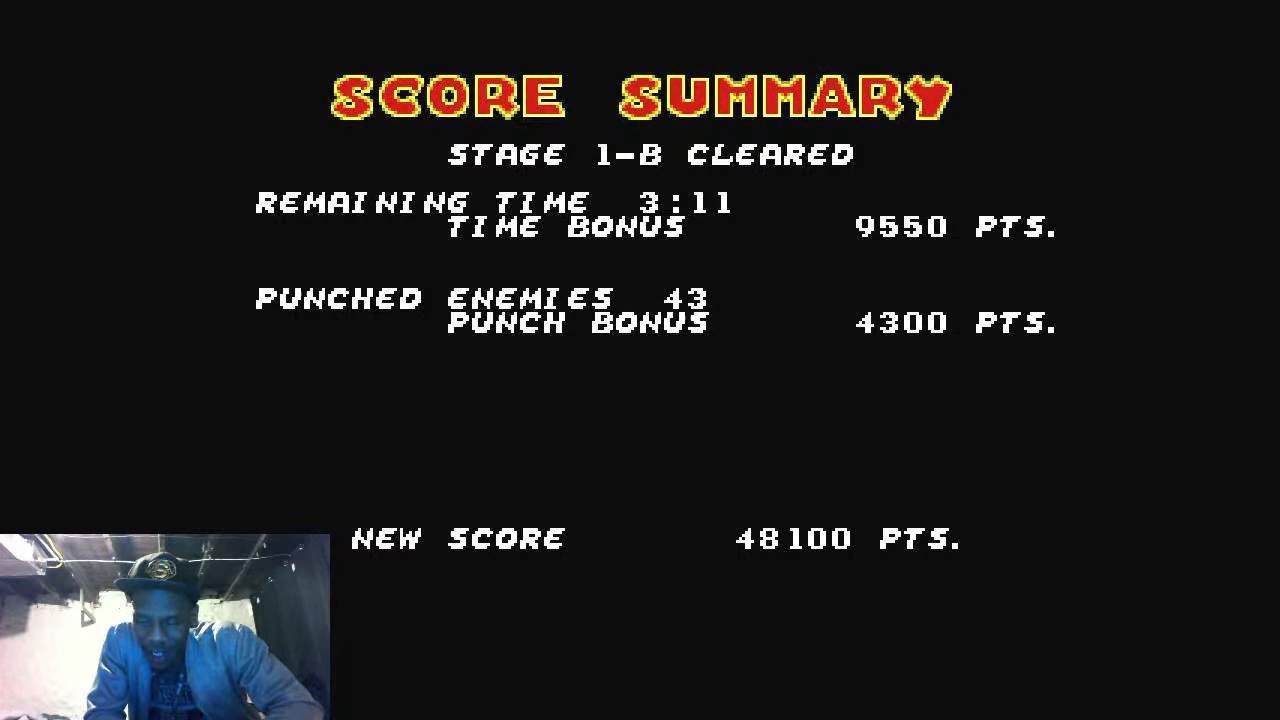 SCORE SUMMARY
STAGE 1-8 CLEARED
REMAINING TIME 3:11
TIME BONUS 9550 PTS.
PUNCHED ENEMIES 43
PUNCH BONUS 4300 PTS.
NEW SCORE 48100 PTS.